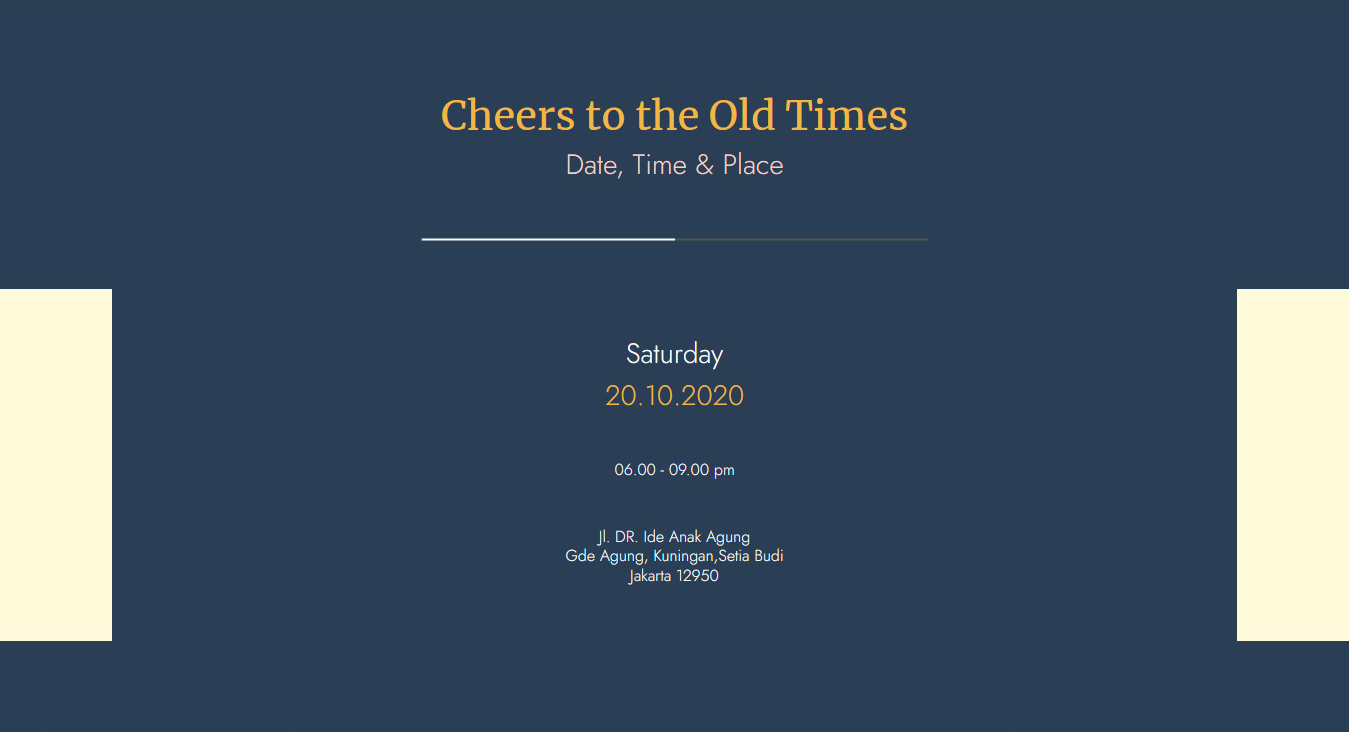 Cheers to the Old Times
Date, Time & Place
Saturday
20.10.2020
06.00 - 09.00 pm
Jl. DR. Ide Anak Agung
Gde Agung, Kuningan,Setia Budi
Jakarta 12950